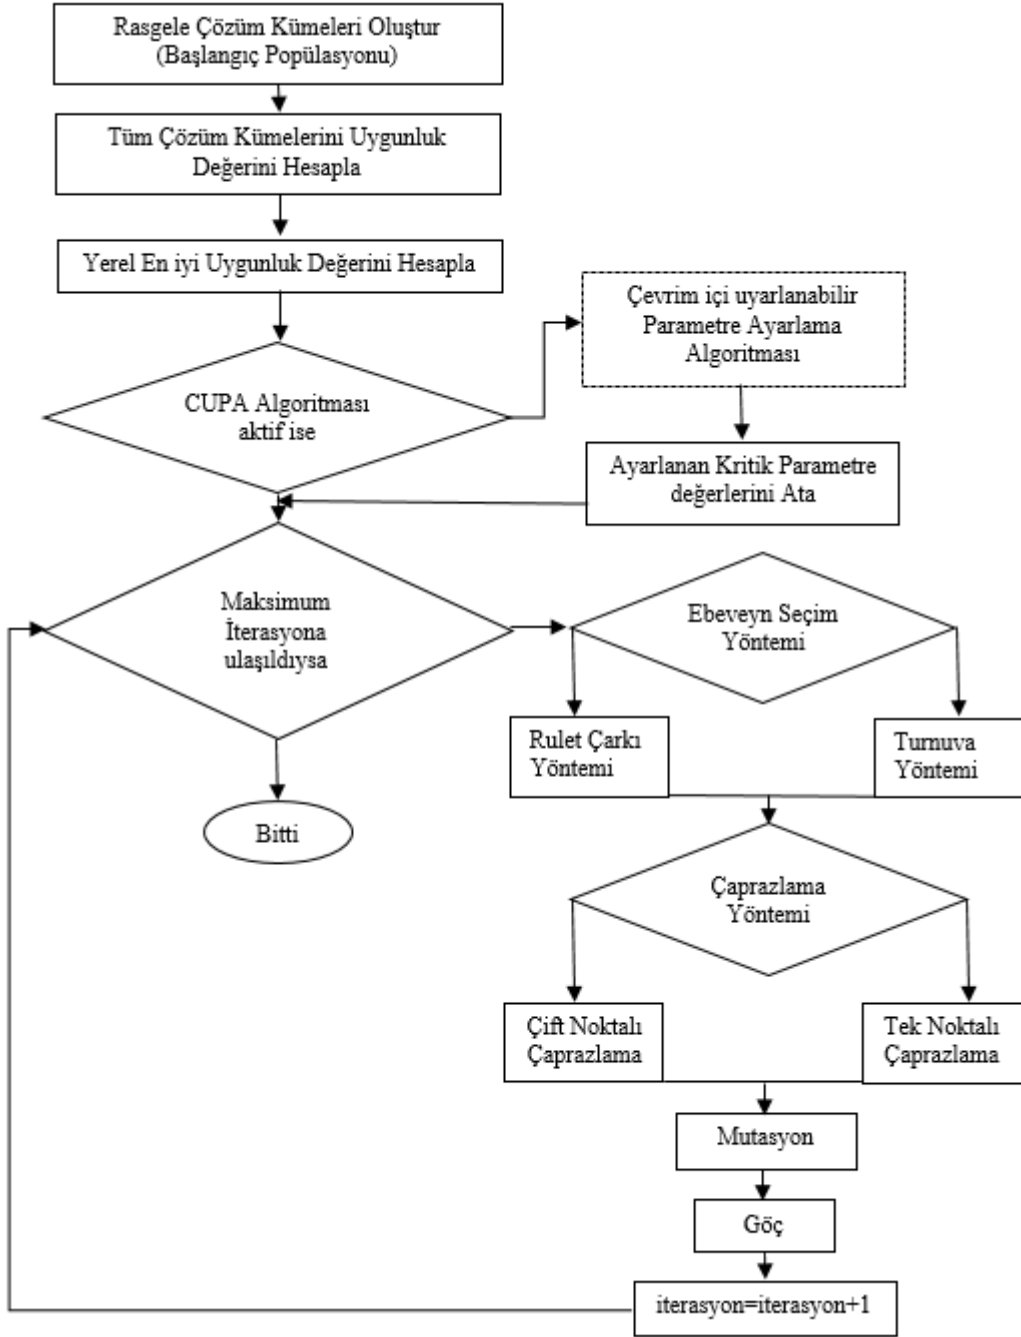 Rasgele Çözüm Kümeleri Oluştur
(Başlangıç Popülasyonu)
Tüm Çözüm Kümelerini Uygunluk
Değerini Hesapla
Yerel En iyi Uygunluk Değerini Hesapla
Çevrim içi uyarlanabilir
Parametre Ayarlama
Algoritması
CUPA Algoritması
aktif ise
Ayarlanan Kritik Parametre
değerlerini Ata
Maksimum
İterasyona
ulaşıldıysa
Ebeveyn Seçim
Yöntemi
Rulet Çarkı
Yöntemi
Turnuva
Yöntemi
Bitti
Çaprazlama
Yöntemi
Çift Noktalı
Çaprazlama
Tek Noktalı
Çaprazlama
Mutasyon
Göç
iterasyon=iterasyon+1